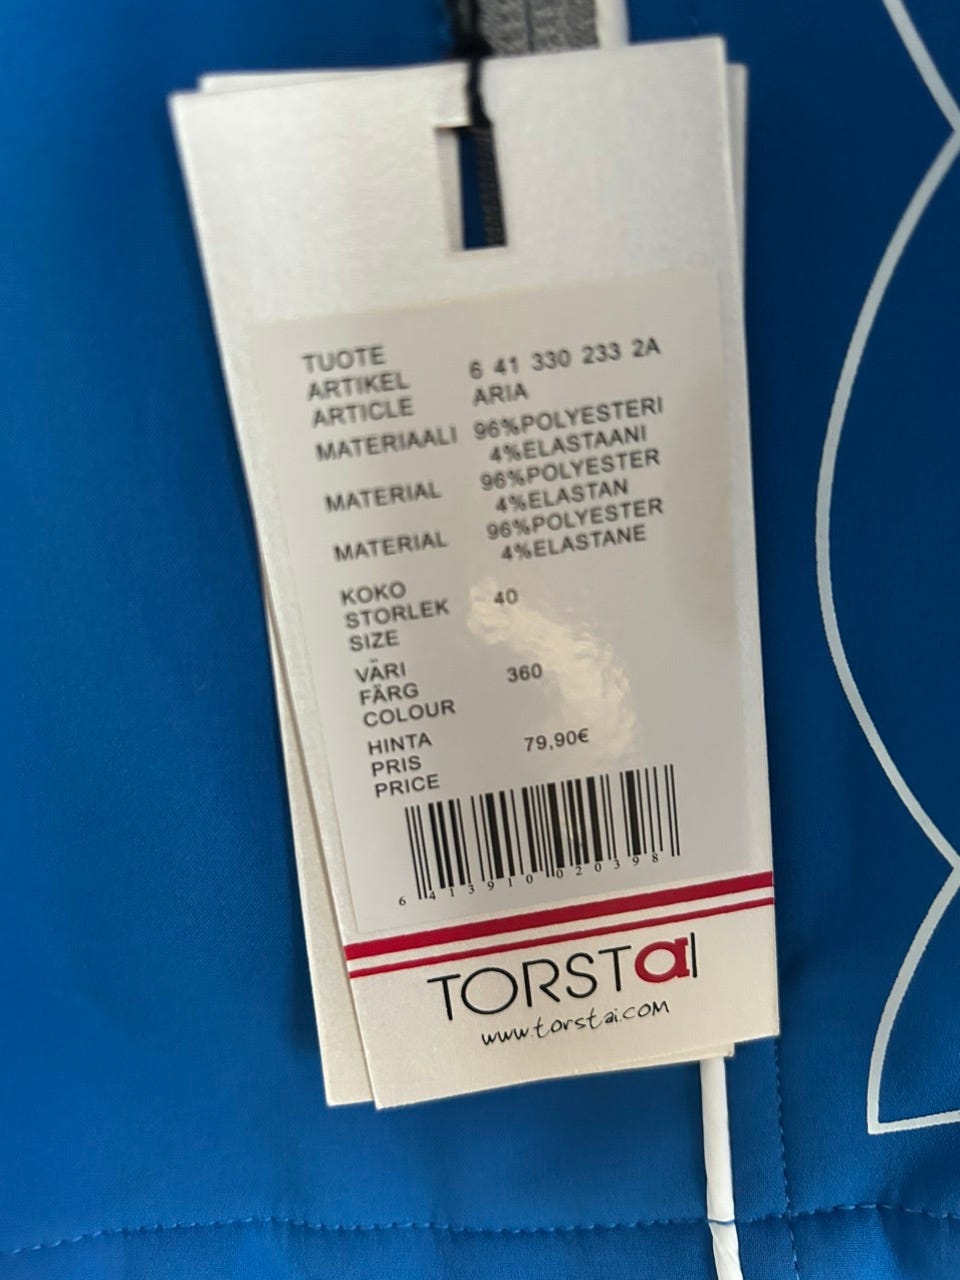 TUOTE
ARTIKEL 6 41 330 233 2A
ARTICLE ARIA
MATERIAALI 96%POLYESTERI
4%ELASTAANI
MATERIAL 96%POLYESTER
4%ELASTAN
MATERIAL 96%POLYESTER
4%ELASTANE
KOKO
STORLEK 40
SIZE
VÄRI
FÄRG 360
COLOUR
HINTA
PRIS 79,90€
PRICE
6 413910 020398
TORSTAI
www.torstai.com